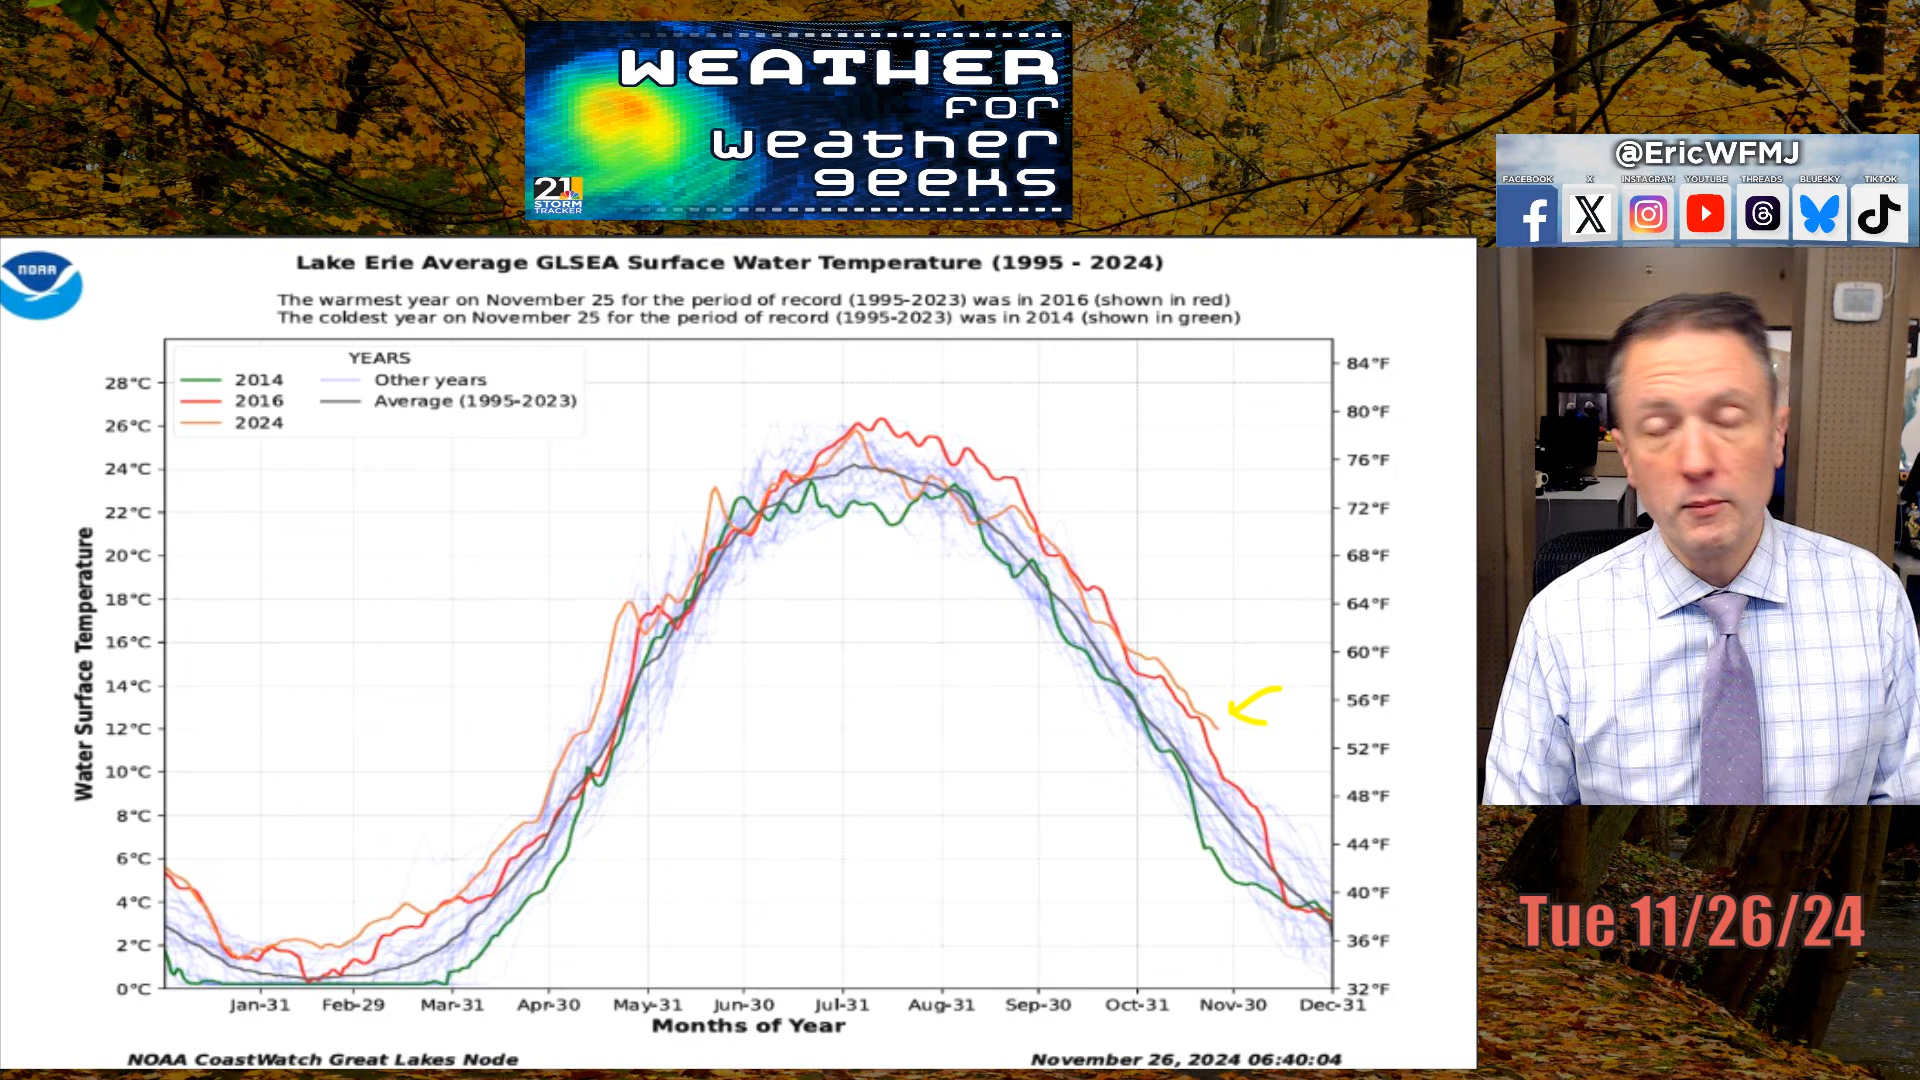 WEATHER
FOR
weather
geeks
21
STORM
TRACKER
@EricWFMJ
FACEBOOK X INSTAGRAM YOUTUBE THREADS BLUESKY TIKTOK
NOAA
Lake Erie Average GLSEA Surface Water Temperature (1995 - 2024)
The warmest year on November 25 for the period of record (1995-2023) was in 2016 (shown in red)
The coldest year on November 25 for the period of record (1995-2023) was in 2014 (shown in green)
YEARS
2014 Other years
2016 Average (1995-2023)
2024
28°C
26°C
24°C
22°C
20°C
18°C
16°C
14°C
12°C
10°C
8°C
6°C
4°C
2°C
0°C
Water Surface Temperature
84°F
80°F
76°F
72°F
68°F
64°F
60°F
56°F
52°F
48°F
44°F
40°F
36°F
32°F
Jan-31 Feb-29 Mar-31 Apr-30 May-31 Jun-30 Jul-31 Aug-31 Sep-30 Oct-31 Nov-30 Dec-31
Months of Year
NOAA CoastWatch Great Lakes Node
November 26, 2024 06:40:04
Tue 11/26/24